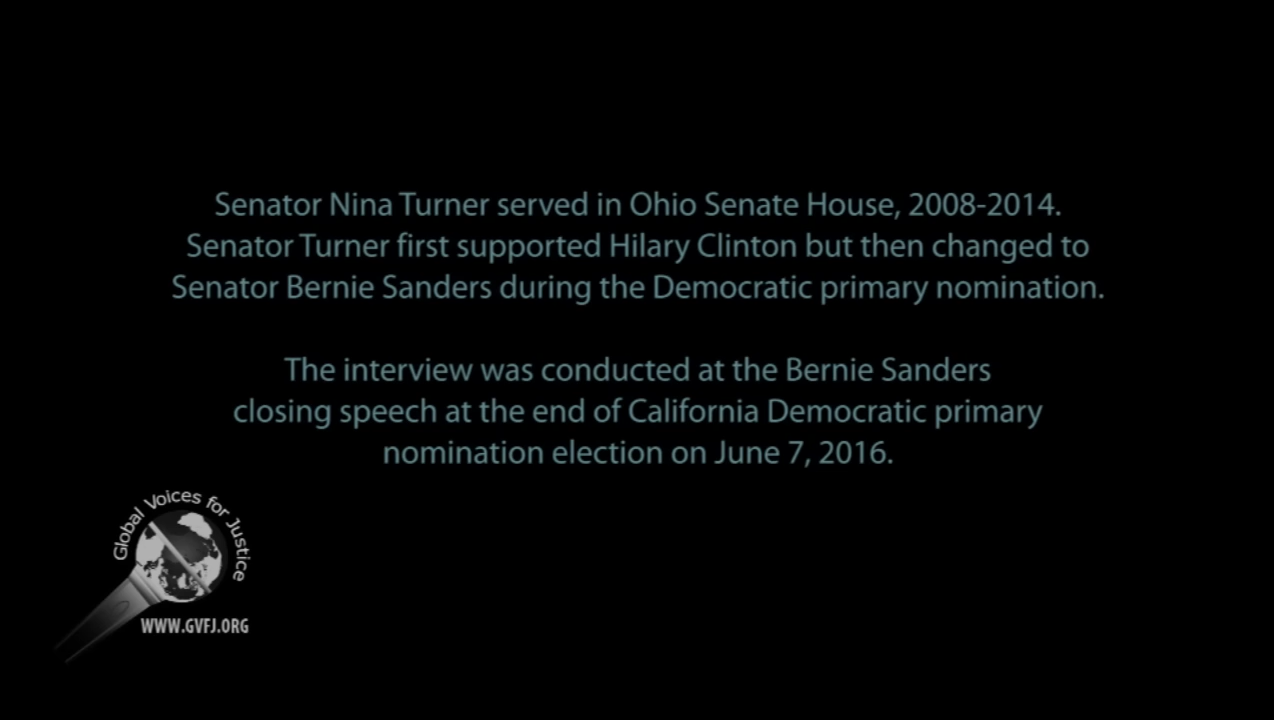 Senator Nina Turner served in Ohio Senate House, 2008-2014.
Senator Turner first supported Hilary Clinton but then changed to
Senator Bernie Sanders during the Democratic primary nomination.
The interview was conducted at the Bernie Sanders
closing speech at the end of California Democratic primary
nomination election on June 7, 2016.
Global Voices for Justice
WWW.GVFJ.ORG